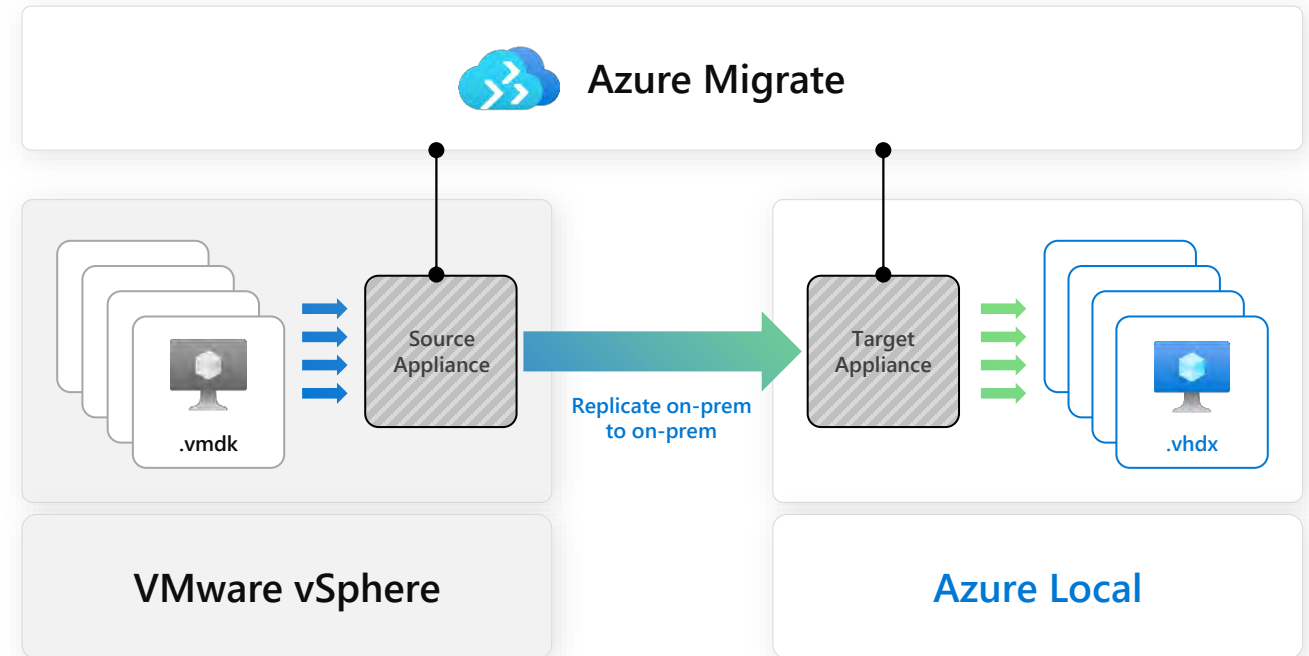 Azure Migrate
Source
Appliance
Target
Appliance
Replicate on-prem
to on-prem
.vmdk
.vhdx
VMware vSphere
Azure Local